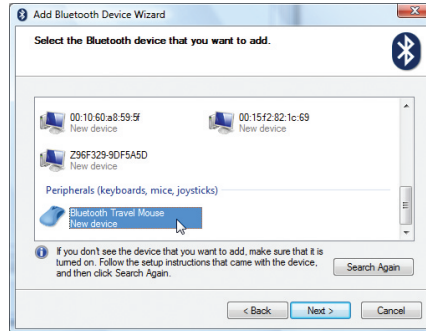 Add Bluetooth Device Wizard
Select the Bluetooth device that you want to add.
00:10:60:a8:59:5f
New device
00:15:f2:82:1c:69
New device
Z96F329-9DF5A5D
New device
Peripherals (keyboards, mice, joysticks)
Bluetooth Travel Mouse
New device
If you don't see the device that you want to add, make sure that it is
turned on. Follow the setup instructions that came with the device,
and then click Search Again.
Search Again
< Back
Next >
Cancel